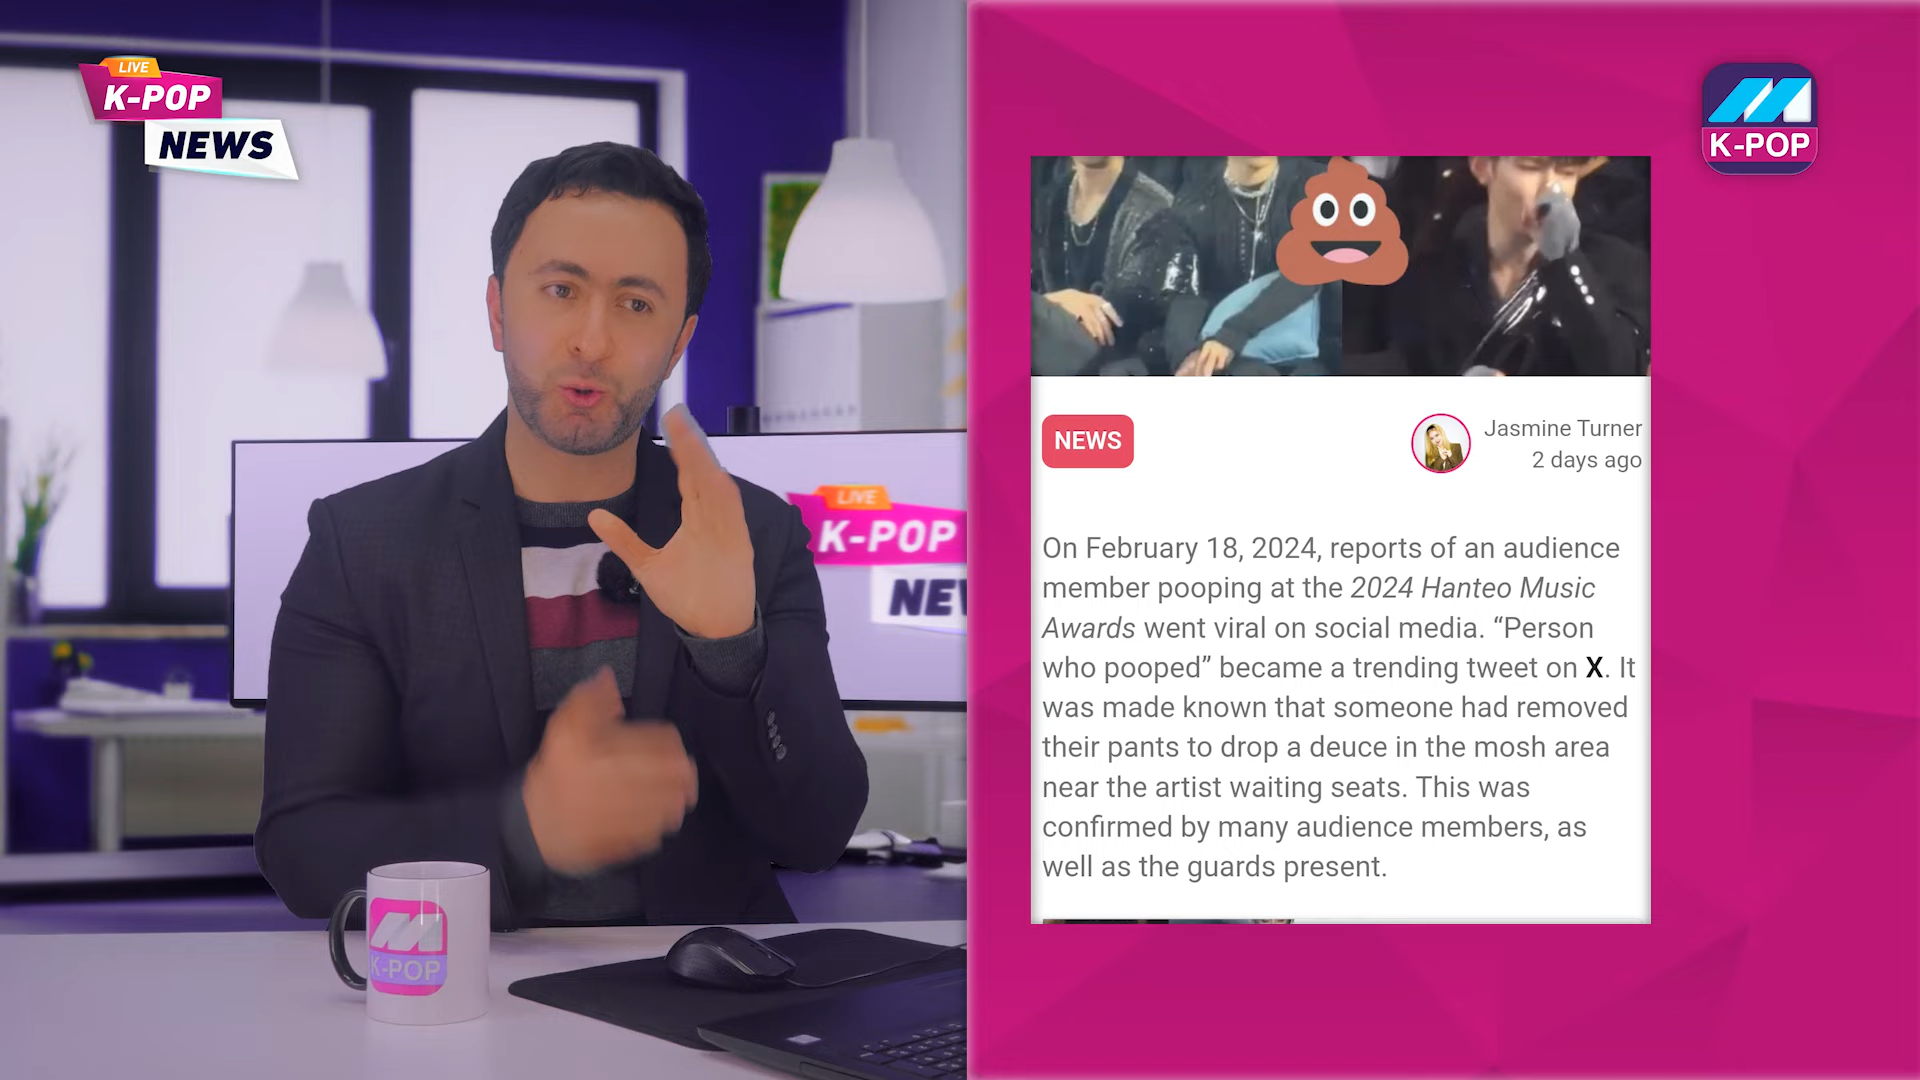 LIVE
K-POP
NEWS
K-POP
NEWS
Jasmine Turner
2 days ago
On February 18, 2024, reports of an audience
member pooping at the 2024 Hanteo Music
Awards went viral on social media. “Person
who pooped” became a trending tweet on X. It
was made known that someone had removed
their pants to drop a deuce in the mosh area
near the artist waiting seats. This was
confirmed by many audience members, as
well as the guards present.
LIVE
K-POP
NEW
K-POP